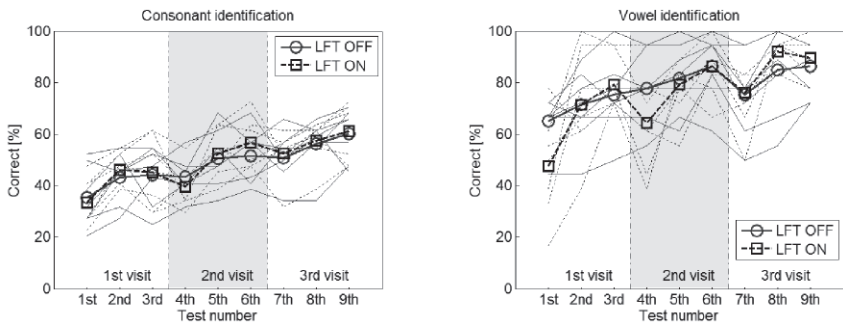 Consonant identification
100
80
60
40
20
0
Correct [%]
LFT OFF
LFT ON
1st visit 2nd visit 3rd visit
1st 2nd 3rd 4th 5th 6th 7th 8th 9th
Test number
Vowel identification
100
80
60
40
20
0
Correct [%]
LFT OFF
LFT ON
1st visit 2nd visit 3rd visit
1st 2nd 3rd 4th 5th 6th 7th 8th 9th
Test number